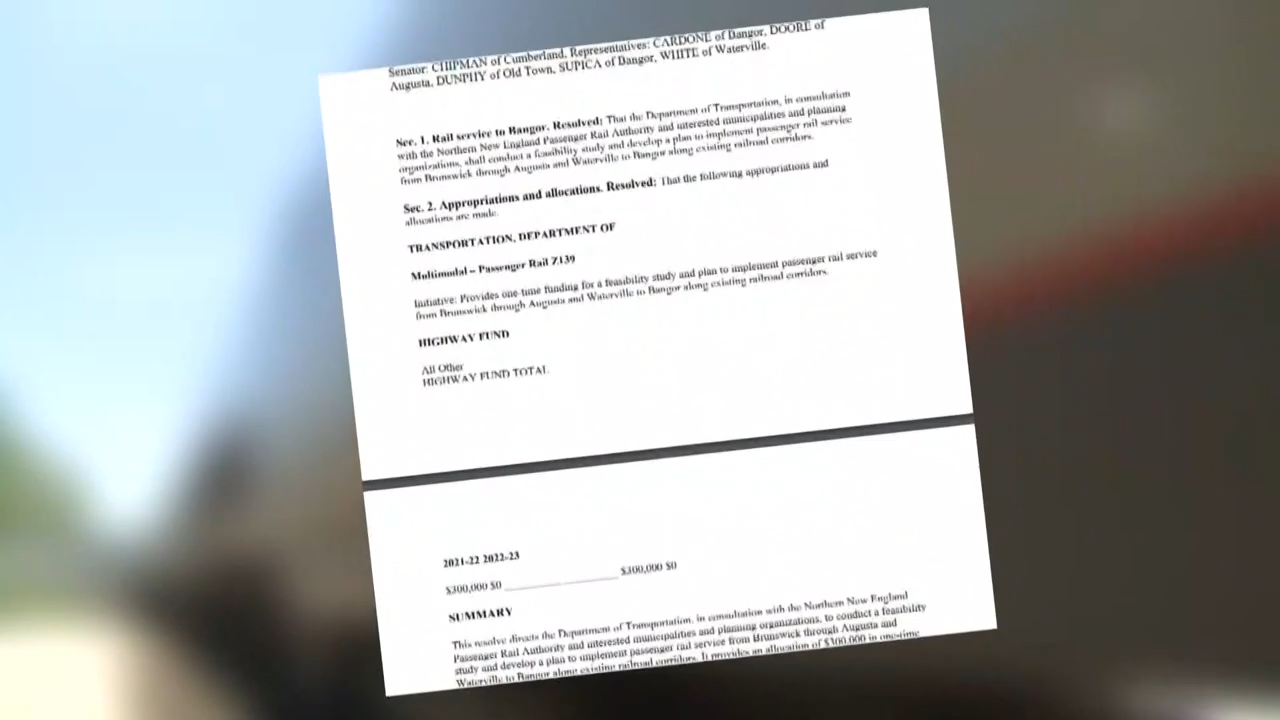 Senator: CHIPMAN of Cumberland, Representatives: CARDONE of Bangor, DOORE of
Augusta, DUNPHY of Old Town, SUPICA of Bangor, WHITE of Waterville.
Sec. 1. Rail service to Bangor. Resolved: That the Department of Transportation, in consultation
with the Northern New England Passenger Rail Authority and interested municipalities and planning
organizations, shall conduct a feasibility study and develop a plan to implement passenger rail service
from Brunswick through Augusta and Waterville to Bangor along existing railroad corridors.
Sec. 2. Appropriations and allocations. Resolved: That the following appropriations and
allocations are made.
TRANSPORTATION, DEPARTMENT OF
Multimodal – Passenger Rail Z139
Initiative: Provides one-time funding for a feasibility study and plan to implement passenger rail service
from Brunswick through Augusta and Waterville to Bangor along existing railroad corridors.
HIGHWAY FUND
All Other
HIGHWAY FUND TOTAL
2021-22 2022-23
$300,000 $0 ____________________ $300,000 $0
SUMMARY
This resolve directs the Department of Transportation, in consultation with the Northern New England
Passenger Rail Authority and interested municipalities and planning organizations, to conduct a feasibility
study and develop a plan to implement passenger rail service from Brunswick through Augusta and
Waterville to Bangor along existing railroad corridors. It provides an allocation of $300,000 in one-time